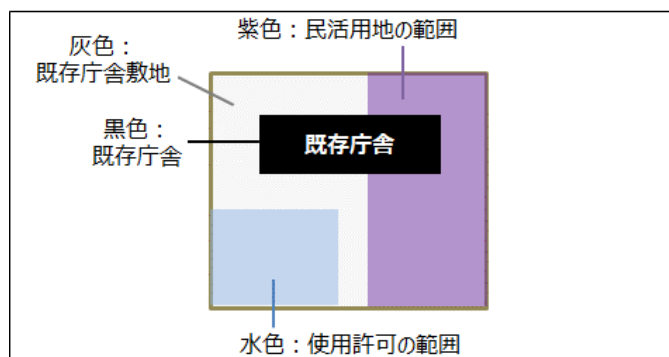 紫色：民活用地の範囲
灰色：
既存庁舎敷地
黒色：
既存庁舎
既存庁舎
水色：使用許可の範囲